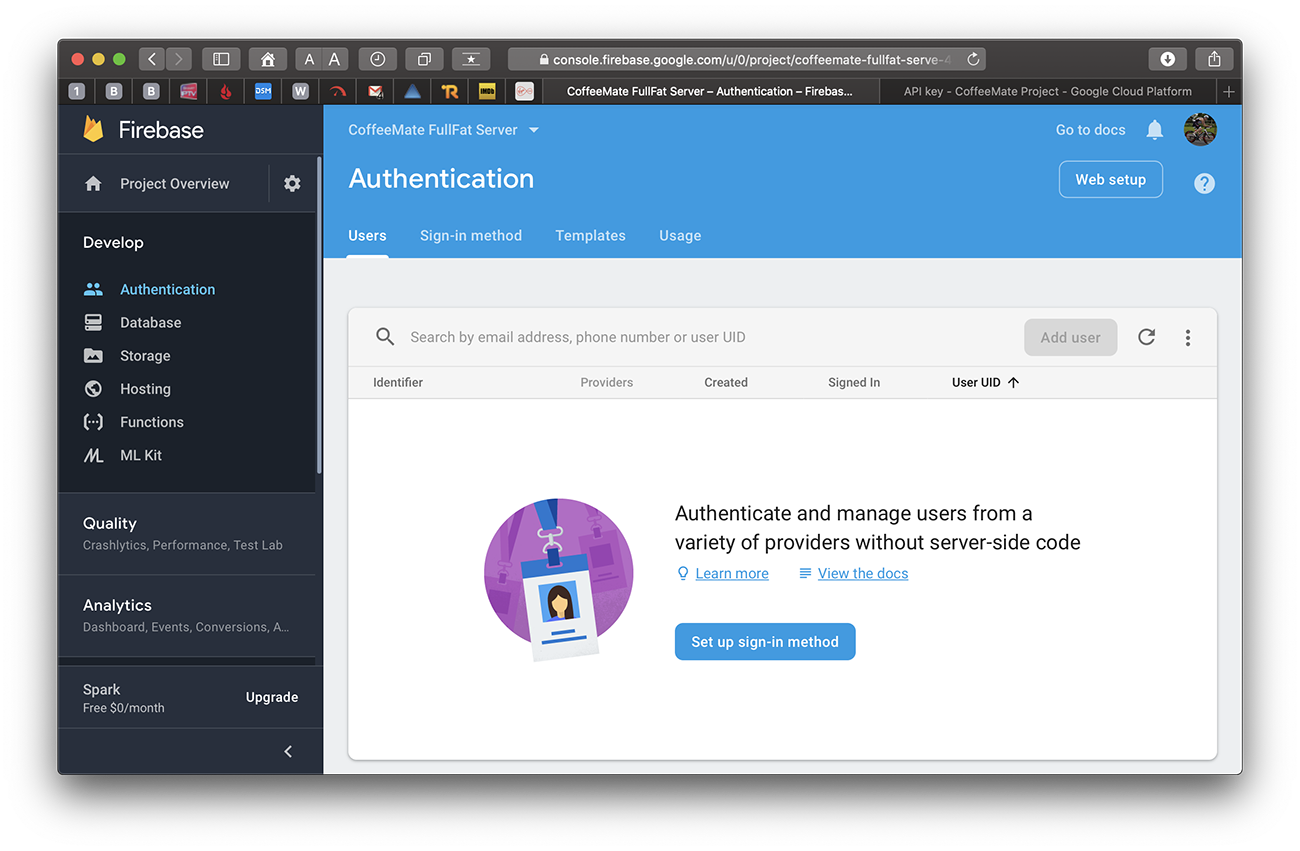 A A
console.firebase.google.com/u/0/project/coffeemate-fullfat-serve-4
1 B B DSM W TR IMDb
CoffeeMate FullFat Server – Authentication – Firebas...
API key - CoffeeMate Project - Google Cloud Platform
Firebase
CoffeeMate FullFat Server
Go to docs
Project Overview
Authentication
Web setup
?
Users
Sign-in method
Templates
Usage
Develop
Authentication
Database
Storage
Hosting
Functions
ML ML Kit
Quality
Crashlytics, Performance, Test Lab
Analytics
Dashboard, Events, Conversions, A...
Spark
Free $0/month
Upgrade
Search by email address, phone number or user UID
Add user
Identifier
Providers
Created
Signed In
User UID
Authenticate and manage users from a
variety of providers without server-side code
Learn more
View the docs
Set up sign-in method